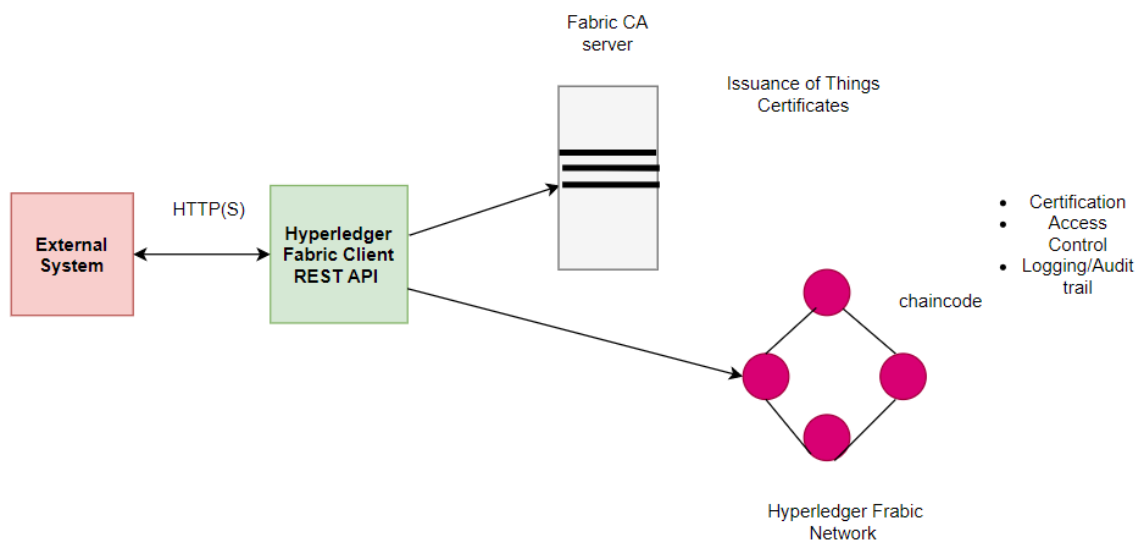 Fabric CA
server
Issuance of Things
Certificates
HTTP(S)
External
System
Hyperledger
Fabric Client
REST API
• Certification
• Access
Control
• Logging/Audit
trail
chaincode
Hyperledger Frabic
Network